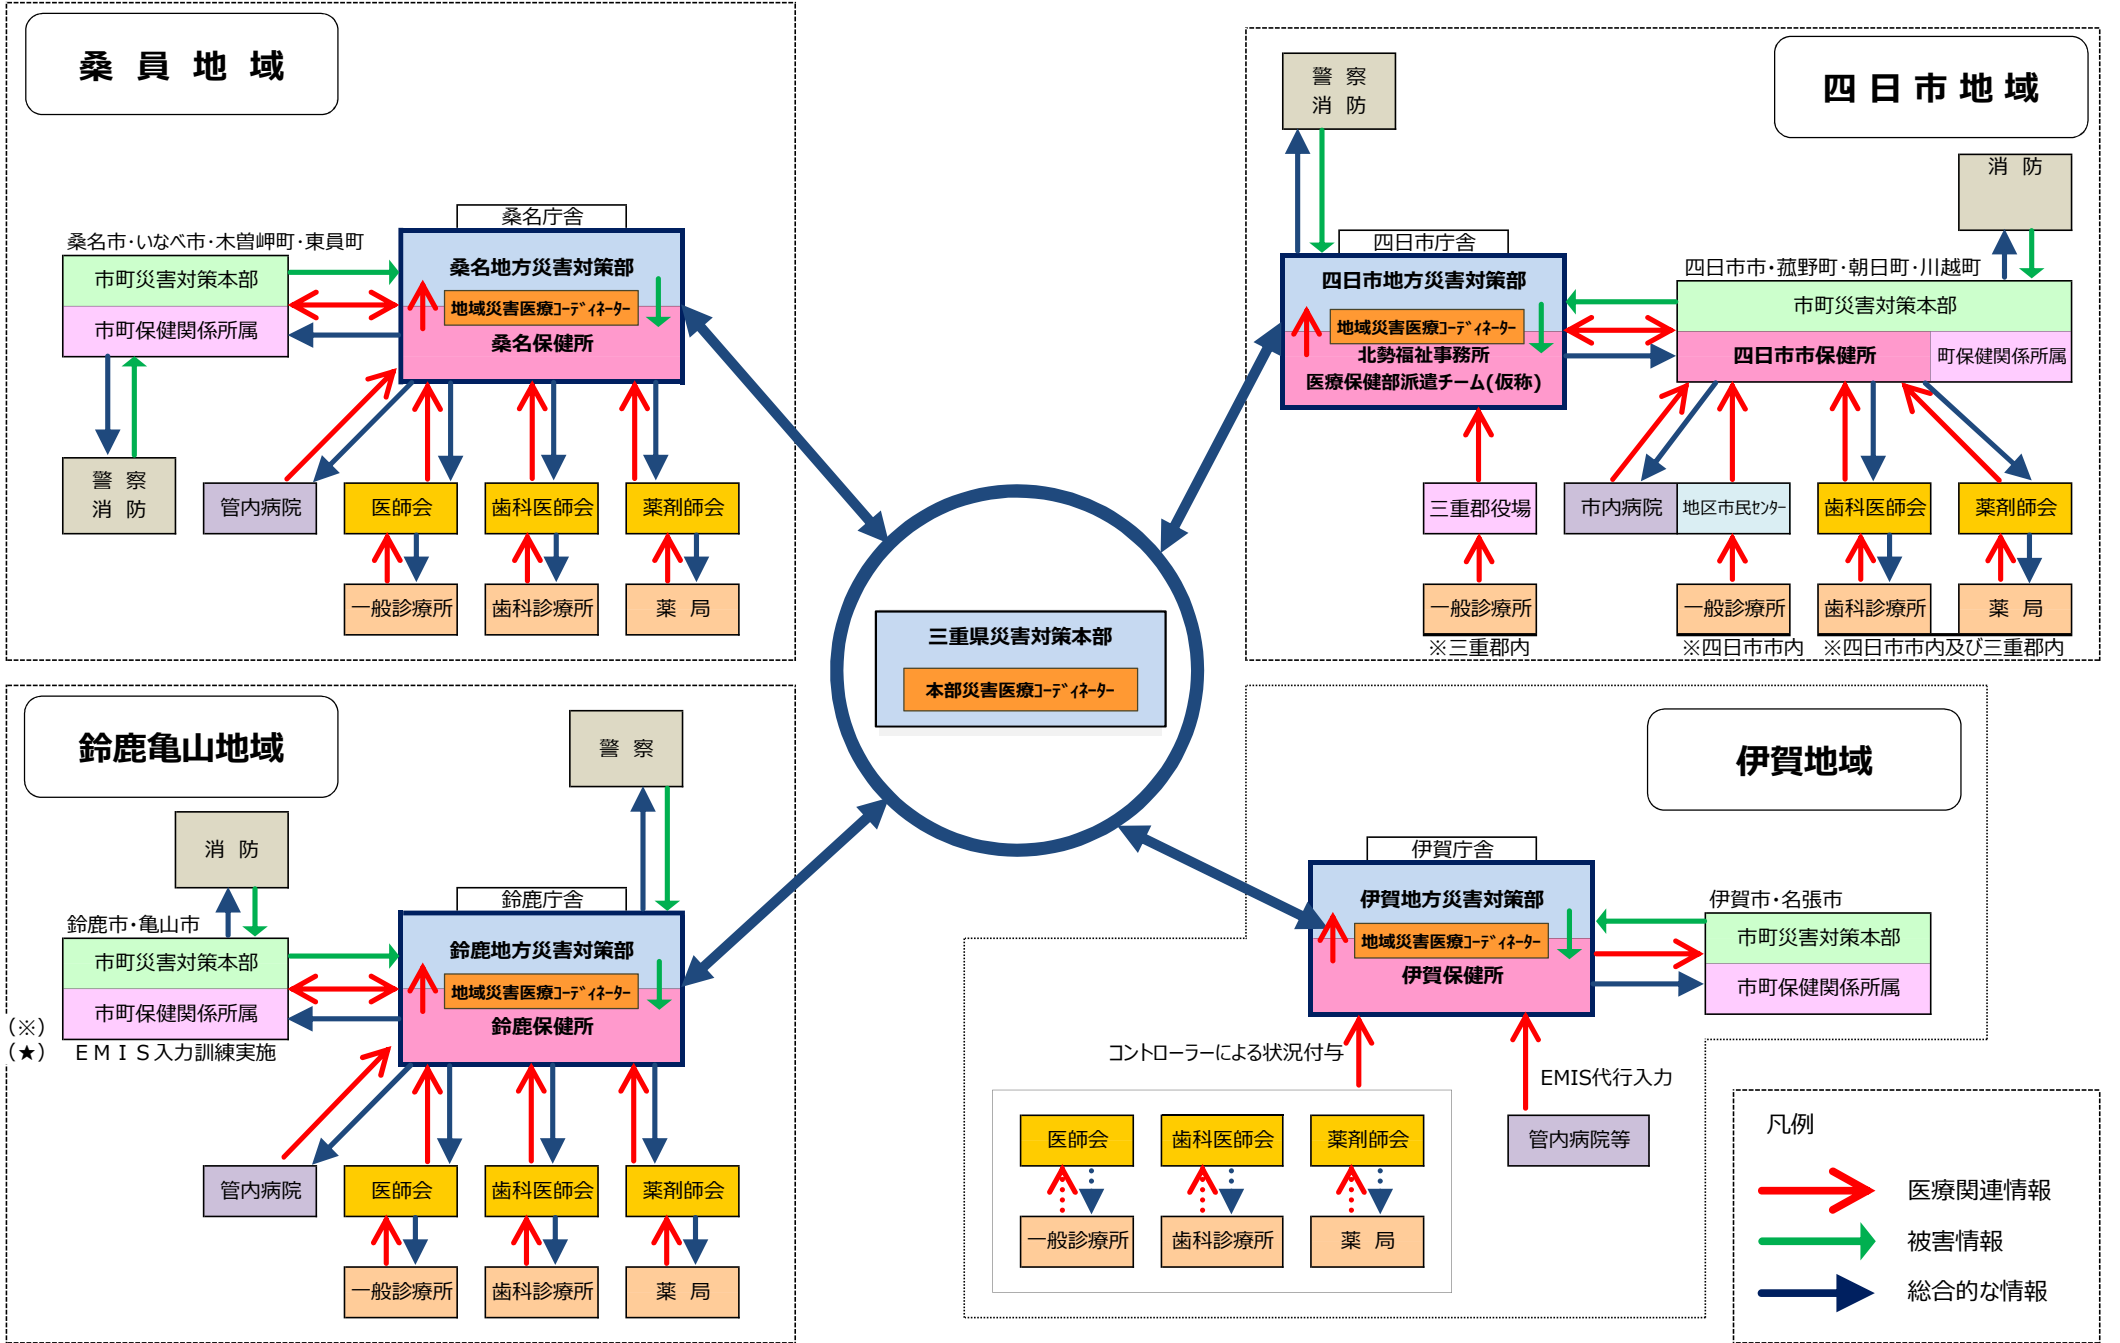 桑員地域
桑名庁舎
桑名市・いなべ市・木曽岬町・東員町
市町災害対策本部
市町保健関係所属
桑名地方災害対策部
地域災害医療ｺｰﾃﾞｨﾈｰﾀｰ
桑名保健所
警察
消防
管内病院
医師会
歯科医師会
薬剤師会
一般診療所
歯科診療所
薬局
四日市地域
警察
消防
消防
四日市庁舎
四日市地方災害対策部
地域災害医療ｺｰﾃﾞｨﾈｰﾀｰ
北勢福祉事務所
医療保健部派遣チーム(仮称)
四日市市・菰野町・朝日町・川越町
市町災害対策本部
四日市市保健所
町保健関係所属
三重郡役場
市内病院
地区市民ｾﾝﾀｰ
歯科医師会
薬剤師会
一般診療所
一般診療所
歯科診療所
薬局
※三重郡内
※四日市市内
※四日市市内及び三重郡内
三重県災害対策本部
本部災害医療ｺｰﾃﾞｨﾈｰﾀｰ
鈴鹿亀山地域
警察
消防
鈴鹿庁舎
鈴鹿市・亀山市
市町災害対策本部
市町保健関係所属
（※）
（★）　ＥＭＩＳ入力訓練実施
鈴鹿地方災害対策部
地域災害医療ｺｰﾃﾞｨﾈｰﾀｰ
鈴鹿保健所
管内病院
医師会
歯科医師会
薬剤師会
一般診療所
歯科診療所
薬局
伊賀地域
伊賀庁舎
伊賀地方災害対策部
地域災害医療ｺｰﾃﾞｨﾈｰﾀｰ
伊賀保健所
伊賀市・名張市
市町災害対策本部
市町保健関係所属
コントローラーによる状況付与
EMIS代行入力
医師会
歯科医師会
薬剤師会
管内病院等
一般診療所
歯科診療所
薬局
凡例
医療関連情報
被害情報
総合的な情報